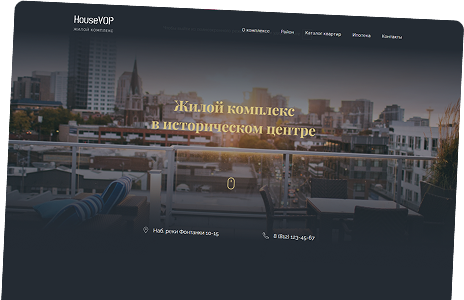 HouseVOP
ЖИЛОЙ КОМПЛЕКС
О комплексе Район Каталог квартир Ипотека Контакты
Жилой комплекс
в историческом центре
Наб. реки Фонтанки 10-15 8 (812) 123-45-67